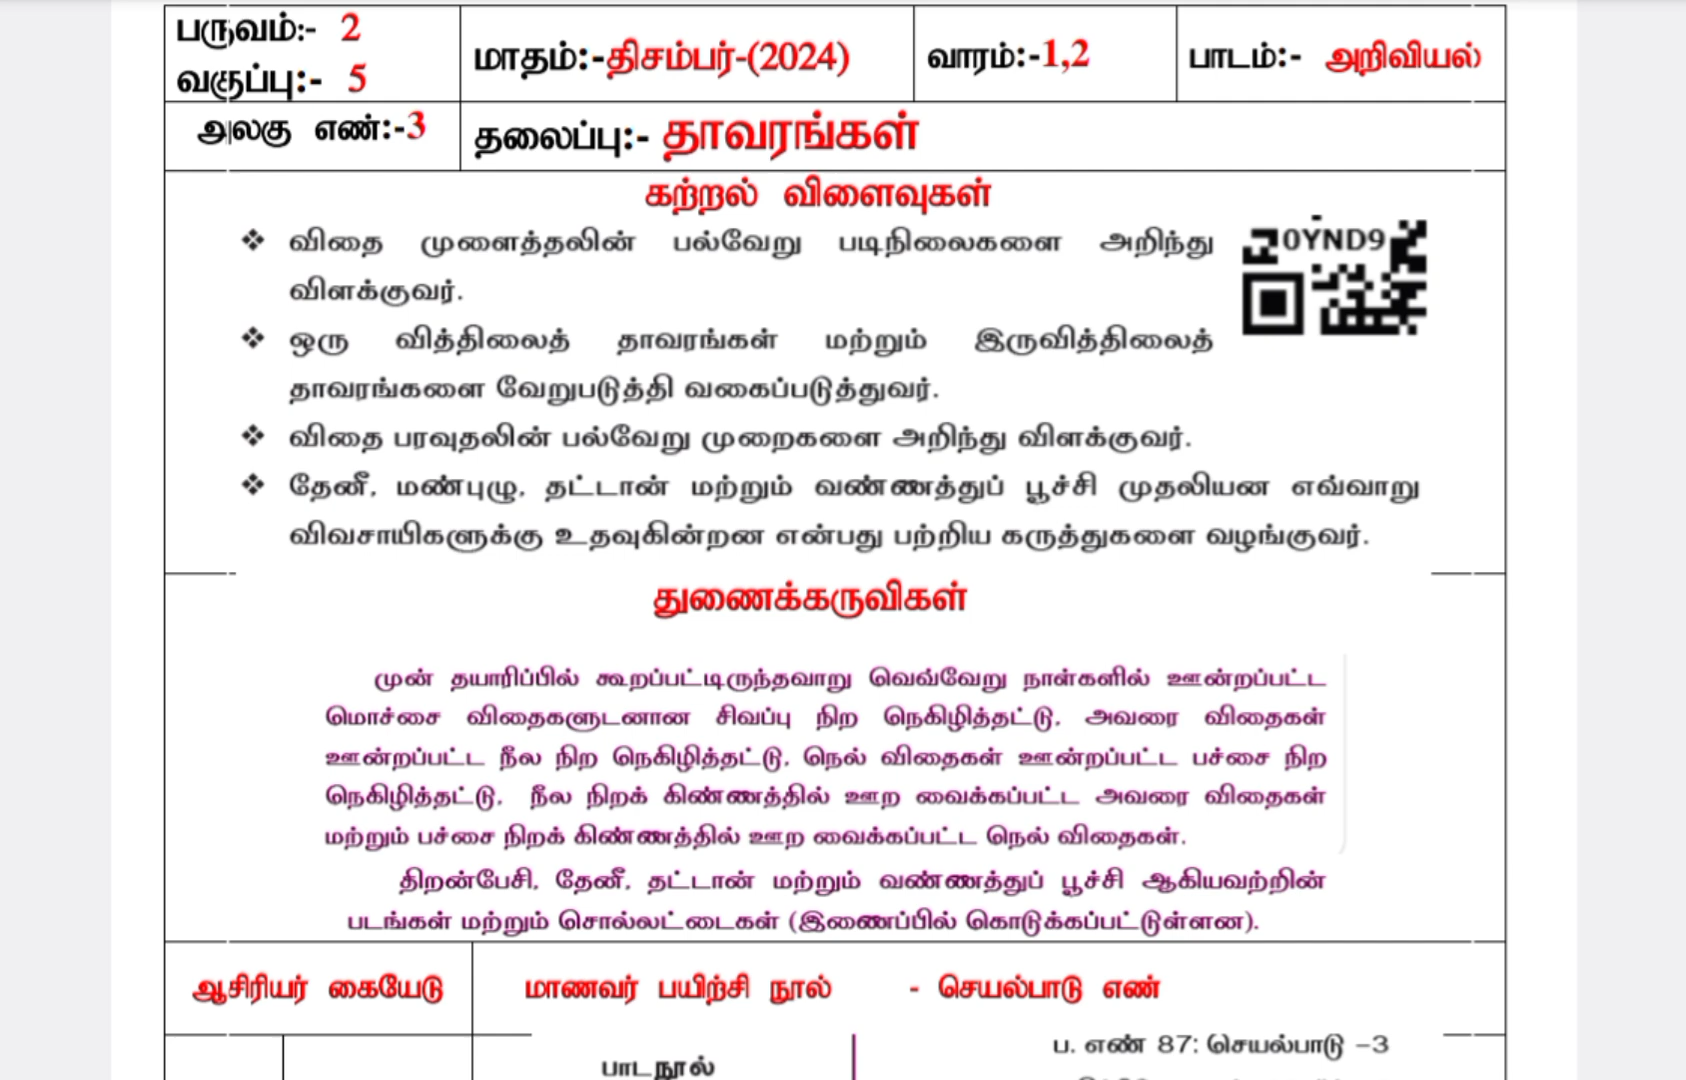 பருவம்:- 2
வகுப்பு:- 5
மாதம்:-திசம்பர்-(2024)
வாரம்:-1,2
பாடம்:- அறிவியல்
அலகு எண்:-3
தலைப்பு:- தாவரங்கள்
கற்றல் விளைவுகள்
❖ விதை முளைத்தலின் பல்வேறு படிநிலைகளை அறிந்து
விளக்குவர்.
0YND9
❖ ஒரு வித்திலைத் தாவரங்கள் மற்றும் இருவித்திலைத்
தாவரங்களை வேறுபடுத்தி வகைப்படுத்துவர்.
❖ விதை பரவுதலின் பல்வேறு முறைகளை அறிந்து விளக்குவர்.
❖ தேனீ, மண்புழு, தட்டான் மற்றும் வண்ணத்துப் பூச்சி முதலியன எவ்வாறு
விவசாயிகளுக்கு உதவுகின்றன என்பது பற்றிய கருத்துகளை வழங்குவர்.
துணைக்கருவிகள்
முன் தயாரிப்பில் கூறப்பட்டிருந்தவாறு வெவ்வேறு நாள்களில் ஊன்றப்பட்ட
மொச்சை விதைகளுடனான சிவப்பு நிற நெகிழித்தட்டு, அவரை விதைகள்
ஊன்றப்பட்ட நீல நிற நெகிழித்தட்டு, நெல் விதைகள் ஊன்றப்பட்ட பச்சை நிற
நெகிழித்தட்டு, நீல நிறக் கிண்ணத்தில் ஊற வைக்கப்பட்ட அவரை விதைகள்
மற்றும் பச்சை நிறக் கிண்ணத்தில் ஊற வைக்கப்பட்ட நெல் விதைகள்.
திறன்பேசி, தேனீ, தட்டான் மற்றும் வண்ணத்துப் பூச்சி ஆகியவற்றின்
படங்கள் மற்றும் சொல்லட்டைகள் (இணைப்பில் கொடுக்கப்பட்டுள்ளன).
ஆசிரியர் கையேடு
மாணவர் பயிற்சி நூல் - செயல்பாடு எண்
ப. எண் 87: செயல்பாடு –3
பாடநூல்